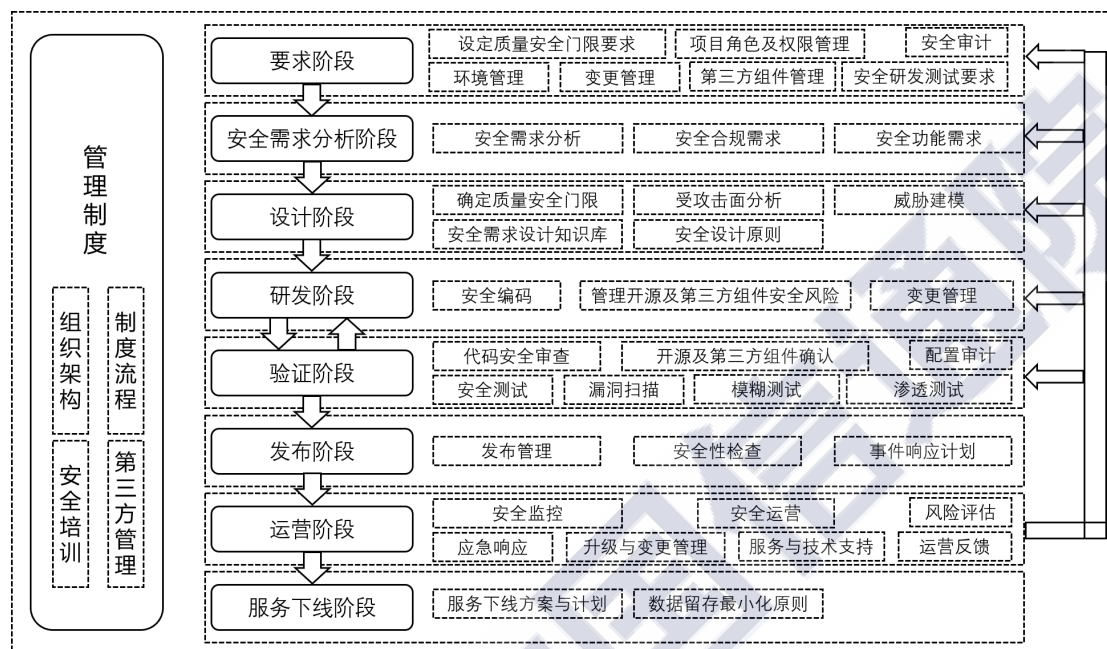 管理制度
组织架构
制度流程
安全培训
第三方管理
要求阶段
设定质量安全门限要求
项目角色及权限管理
安全审计
环境管理
变更管理
第三方组件管理
安全研发测试要求
安全需求分析阶段
安全需求分析
安全合规需求
安全功能需求
设计阶段
确定质量安全门限
受攻击面分析
威胁建模
安全需求设计知识库
安全设计原则
研发阶段
安全编码
管理开源及第三方组件安全风险
变更管理
验证阶段
代码安全审查
开源及第三方组件确认
配置审计
安全测试
漏洞扫描
模糊测试
渗透测试
发布阶段
发布管理
安全性检查
事件响应计划
运营阶段
安全监控
安全运营
风险评估
应急响应
升级与变更管理
服务与技术支持
运营反馈
服务下线阶段
服务下线方案与计划
数据留存最小化原则
国信通院